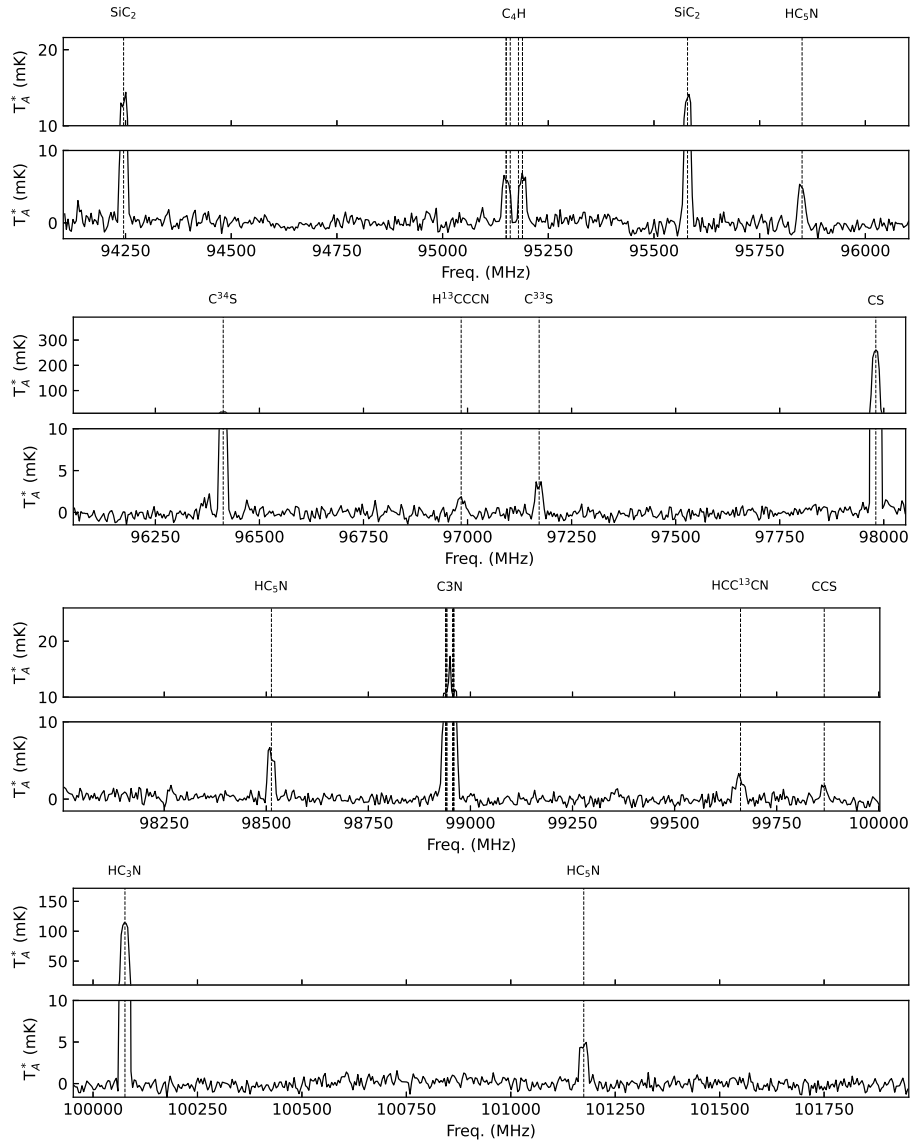 SiC₂ C₄H SiC₂ HC₅N
20
10
T*A (mK)
10
0
T*A (mK)
94250 94500 94750 95000 95250 95500 95750 96000
Freq. (MHz)
C³⁴S H¹³CCCN C³³S CS
300
200
100
T*A (mK)
10
5
0
T*A (mK)
96250 96500 96750 97000 97250 97500 97750 98000
Freq. (MHz)
HC₅N C3N HCC¹³CN CCS
20
10
T*A (mK)
10
0
T*A (mK)
98250 98500 98750 99000 99250 99500 99750 100000
Freq. (MHz)
HC₃N HC₅N
150
100
50
T*A (mK)
10
5
0
T*A (mK)
100000 100250 100500 100750 101000 101250 101500 101750
Freq. (MHz)